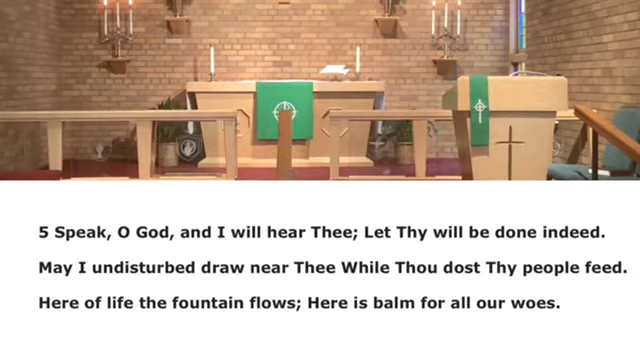 5 Speak, O God, and I will hear Thee; Let Thy will be done indeed.
May I undisturbed draw near Thee While Thou dost Thy people feed.
Here of life the fountain flows; Here is balm for all our woes.